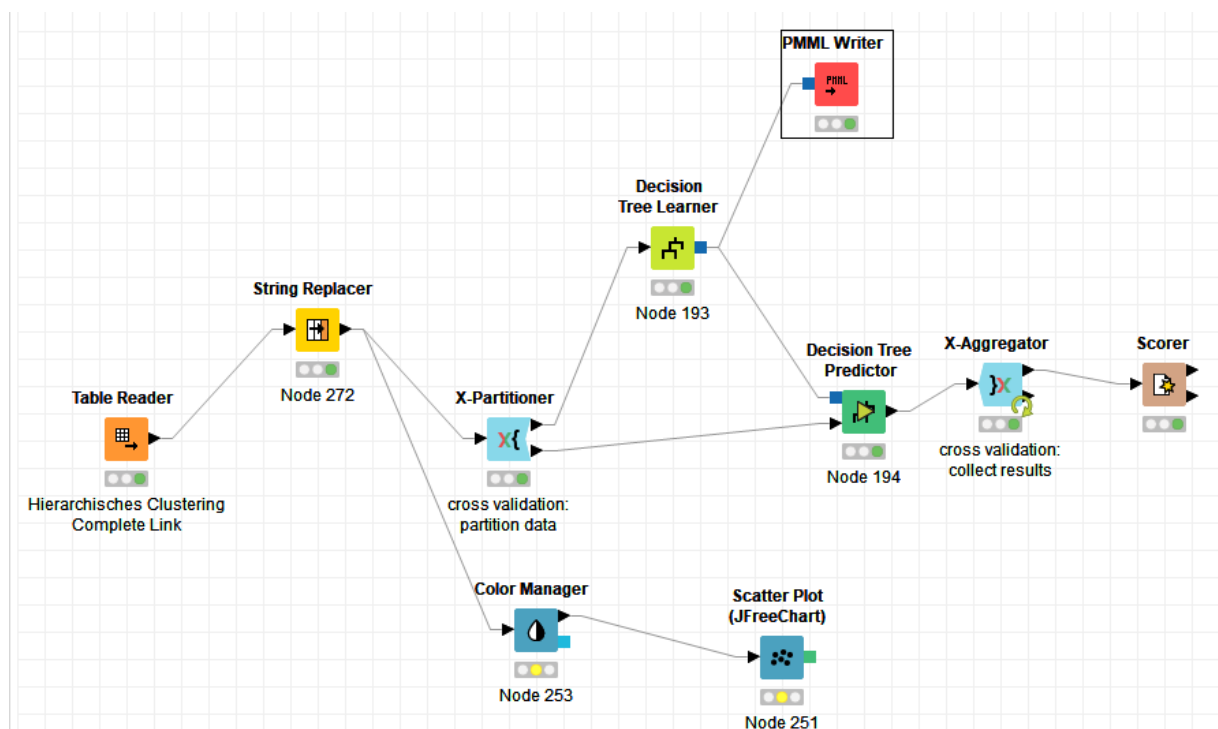 PMML Writer
PMML
Decision
Tree Learner
Node 193
String Replacer
Node 272
Decision Tree
Predictor
Node 194
X-Aggregator
}X
cross validation:
collect results
Scorer
Table Reader
Hierarchisches Clustering
Complete Link
X-Partitioner
X{
cross validation:
partition data
Color Manager
Node 253
Scatter Plot
(JFreeChart)
Node 251